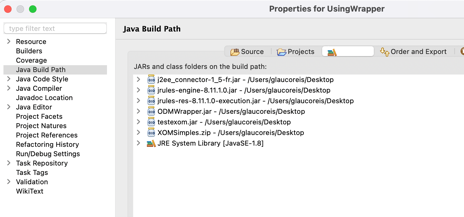 Properties for UsingWrapper
type filter text
Java Build Path
Resource
Builders
Coverage
Java Build Path
Java Code Style
Java Compiler
Javadoc Location
Java Editor
Project Facets
Project Natures
Project References
Refactoring History
Run/Debug Settings
Task Repository
Task Tags
Validation
WikiText
Source Projects Order and Export
JARs and class folders on the build path:
j2ee_connector-1_5-fr.jar - /Users/glaucoreis/Desktop
jrules-engine-8.11.1.0.jar - /Users/glaucoreis/Desktop
jrules-res-8.11.1.0-execution.jar - /Users/glaucoreis/Desktop
ODMWrapper.jar - /Users/glaucoreis/Desktop
testexom.jar - /Users/glaucoreis/Desktop
XOMSimples.zip - /Users/glaucoreis/Desktop
JRE System Library [JavaSE-1.8]